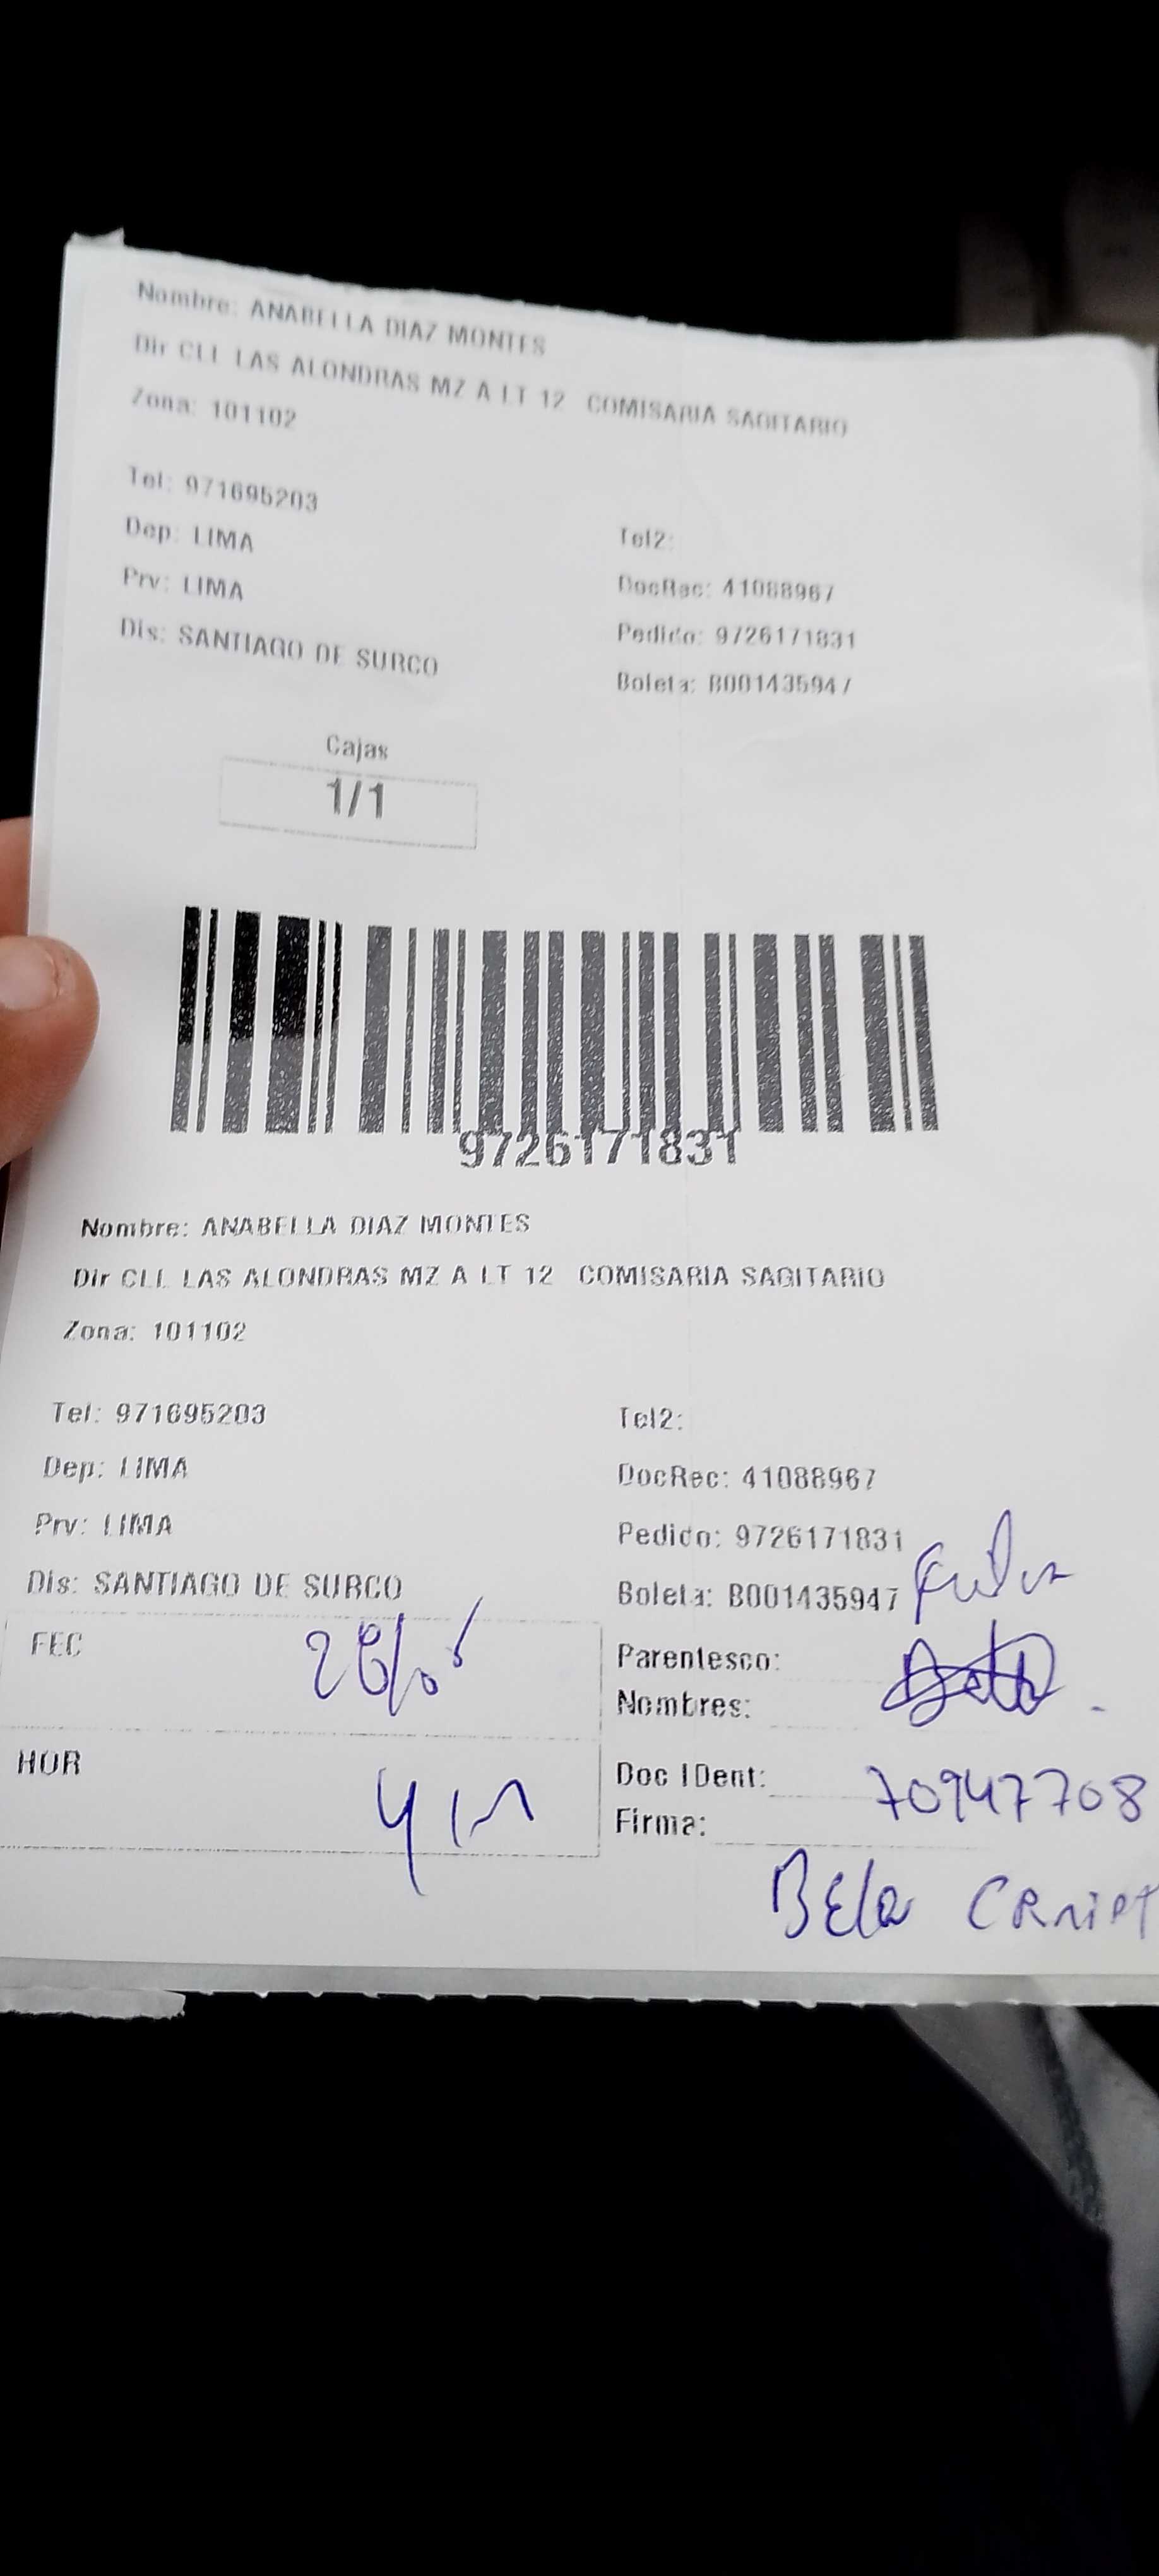 Nombre: ANABELLA DIAZ MONTES
Dir CLL LAS ALONDRAS MZ A LT 12 COMISARIA SAGITARIO
Zona: 101102
Tel: 971695203
Tel2:
Dep: LIMA
DocRec: 41088967
Prv: LIMA
Pedido: 9726171831
Dis: SANTIAGO DE SURCO
Boleta: B001435947
Cajas
1/1
9726171831
Nombre: ANABELLA DIAZ MONTES
Dir CLL LAS ALONDRAS MZ A LT 12 COMISARIA SAGITARIO
Zona: 101102
Tel: 971695203
Tel2:
Dep: LIMA
DocRec: 41088967
Prv: LIMA
Pedido: 9726171831
Dis: SANTIAGO DE SURCO
Boleta: B001435947
FEC
Parentesco:
Nombres:
HOR
Doc IDent: 70947708
Firma:
Bela